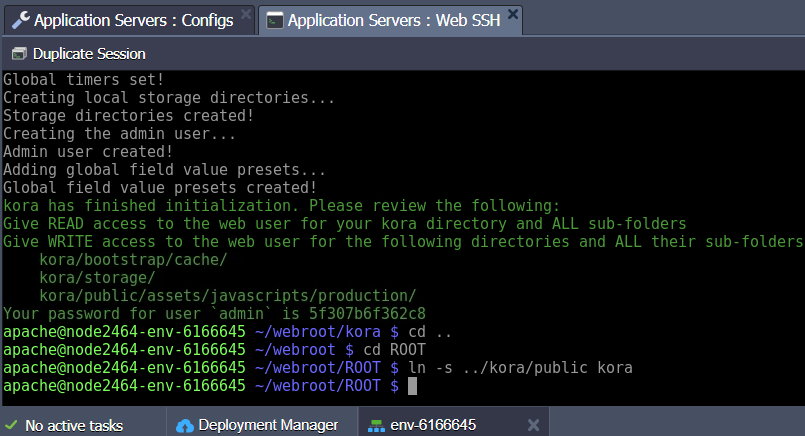 Application Servers : Configs
Application Servers : Web SSH
Duplicate Session
Global timers set!
Creating local storage directories...
Storage directories created!
Creating the admin user...
Admin user created!
Adding global field value presets...
Global field value presets created!
kora has finished initialization. Please review the following:
Give READ access to the web user for your kora directory and ALL sub-folders
Give WRITE access to the web user for the following directories and ALL their sub-folders
    kora/bootstrap/cache/
    kora/storage/
    kora/public/assets/javascripts/production/
Your password for user `admin` is 5f307b6f362c8
apache@node2464-env-6166645 ~/webroot/kora $ cd ..
apache@node2464-env-6166645 ~/webroot $ cd ROOT
apache@node2464-env-6166645 ~/webroot/ROOT $ ln -s ../kora/public kora
apache@node2464-env-6166645 ~/webroot/ROOT $
No active tasks
Deployment Manager
env-6166645